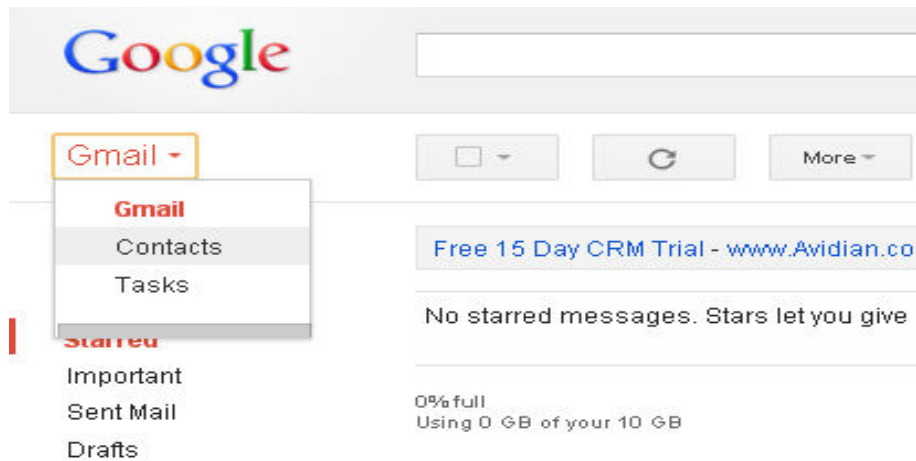 Google
Gmail
More
Gmail
Contacts
Tasks
Starred
Important
Sent Mail
Drafts
Free 15 Day CRM Trial - www.Avidian.co
No starred messages. Stars let you give
0% full
Using 0 GB of your 10 GB